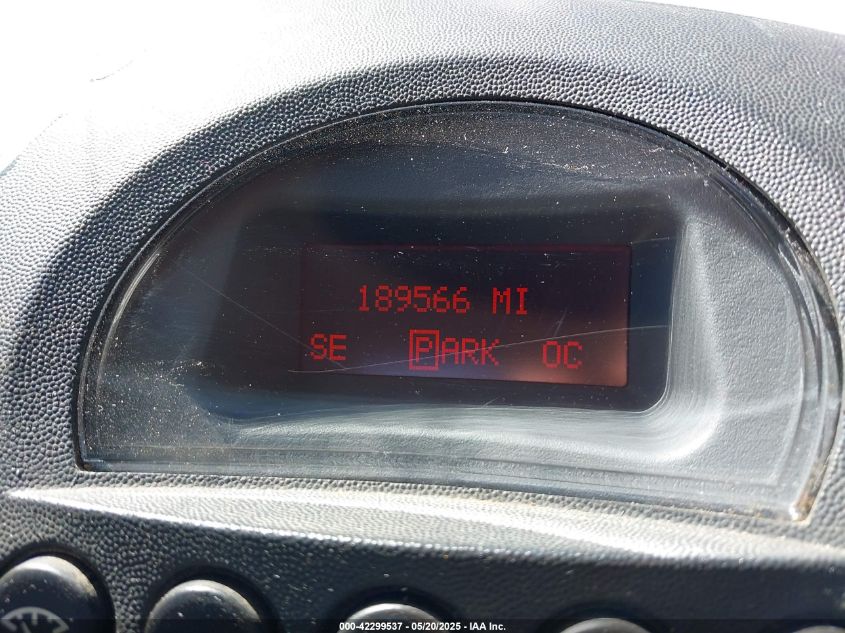 189566 MI
SE PARK OC
000-42299537 - 05/20/2025 - IAA Inc.